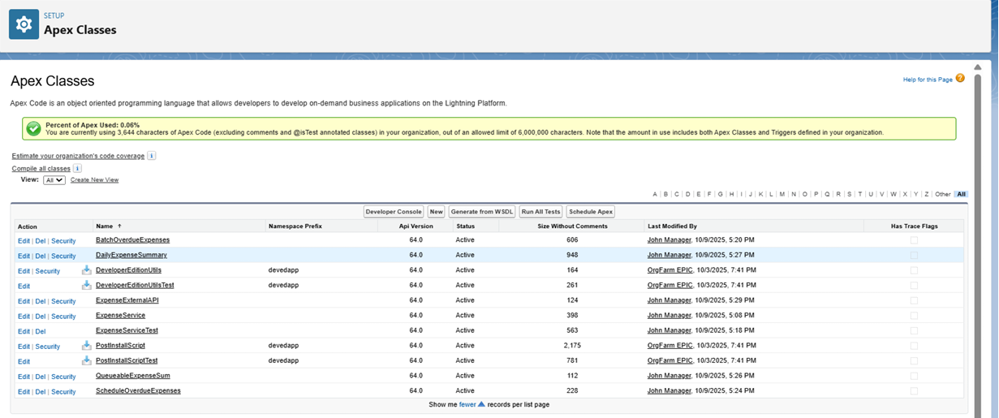 SETUP
Apex Classes
Apex Classes
Help for this Page ?
Apex Code is an object oriented programming language that allows developers to develop on-demand business applications on the Lightning Platform.
Percent of Apex Used: 0.06%
You are currently using 3,644 characters of Apex Code (excluding comments and @isTest annotated classes) in your organization, out of an allowed limit of 6,000,000 characters. Note that the amount in use includes both Apex Classes and Triggers defined in your organization.
Estimate your organization's code coverage i
Compile all classes i
View: All Create New View
A | B | C | D | E | F | G | H | I | J | K | L | M | N | O | P | Q | R | S | T | U | V | W | X | Y | Z | Other All
Developer Console New Generate from WSDL Run All Tests Schedule Apex
Action Name ↑ Namespace Prefix Api Version Status Size Without Comments Last Modified By Has Trace Flags
Edit | Del | Security BatchOverdueExpenses 64.0 Active 606 John Manager, 10/9/2025, 5:20 PM
Edit | Del | Security DailyExpenseSummary 64.0 Active 948 John Manager, 10/9/2025, 5:27 PM
Edit | Security DeveloperEditionUtils devedapp 64.0 Active 164 OrgFarm EPIC, 10/3/2025, 7:41 PM
Edit DeveloperEditionUtilsTest devedapp 64.0 Active 261 OrgFarm EPIC, 10/3/2025, 7:41 PM
Edit | Del | Security ExpenseExternalAPI 64.0 Active 124 John Manager, 10/9/2025, 5:29 PM
Edit | Del | Security ExpenseService 64.0 Active 398 John Manager, 10/9/2025, 5:08 PM
Edit | Del ExpenseServiceTest 64.0 Active 563 John Manager, 10/9/2025, 5:18 PM
Edit | Security PostInstallScript devedapp 64.0 Active 2,175 OrgFarm EPIC, 10/3/2025, 7:41 PM
Edit PostInstallScriptTest devedapp 64.0 Active 781 OrgFarm EPIC, 10/3/2025, 7:41 PM
Edit | Del | Security QueueableExpenseSum 64.0 Active 112 John Manager, 10/9/2025, 5:26 PM
Edit | Del | Security ScheduleOverdueExpenses 64.0 Active 228 John Manager, 10/9/2025, 5:24 PM
Show me fewer ▲ records per list page